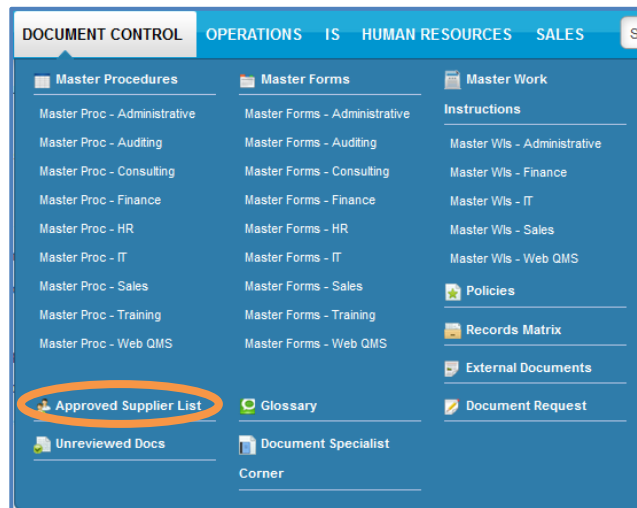 DOCUMENT CONTROL OPERATIONS IS HUMAN RESOURCES SALES S
Master Procedures
Master Proc - Administrative
Master Proc - Auditing
Master Proc - Consulting
Master Proc - Finance
Master Proc - HR
Master Proc - IT
Master Proc - Sales
Master Proc - Training
Master Proc - Web QMS
Master Forms
Master Forms - Administrative
Master Forms - Auditing
Master Forms - Consulting
Master Forms - Finance
Master Forms - HR
Master Forms - IT
Master Forms - Sales
Master Forms - Training
Master Forms - Web QMS
Master Work
Instructions
Master WIs - Administrative
Master WIs - Finance
Master WIs - IT
Master WIs - Sales
Master WIs - Web QMS
Policies
Records Matrix
External Documents
Approved Supplier List
Glossary
Document Request
Unreviewed Docs
Document Specialist
Corner